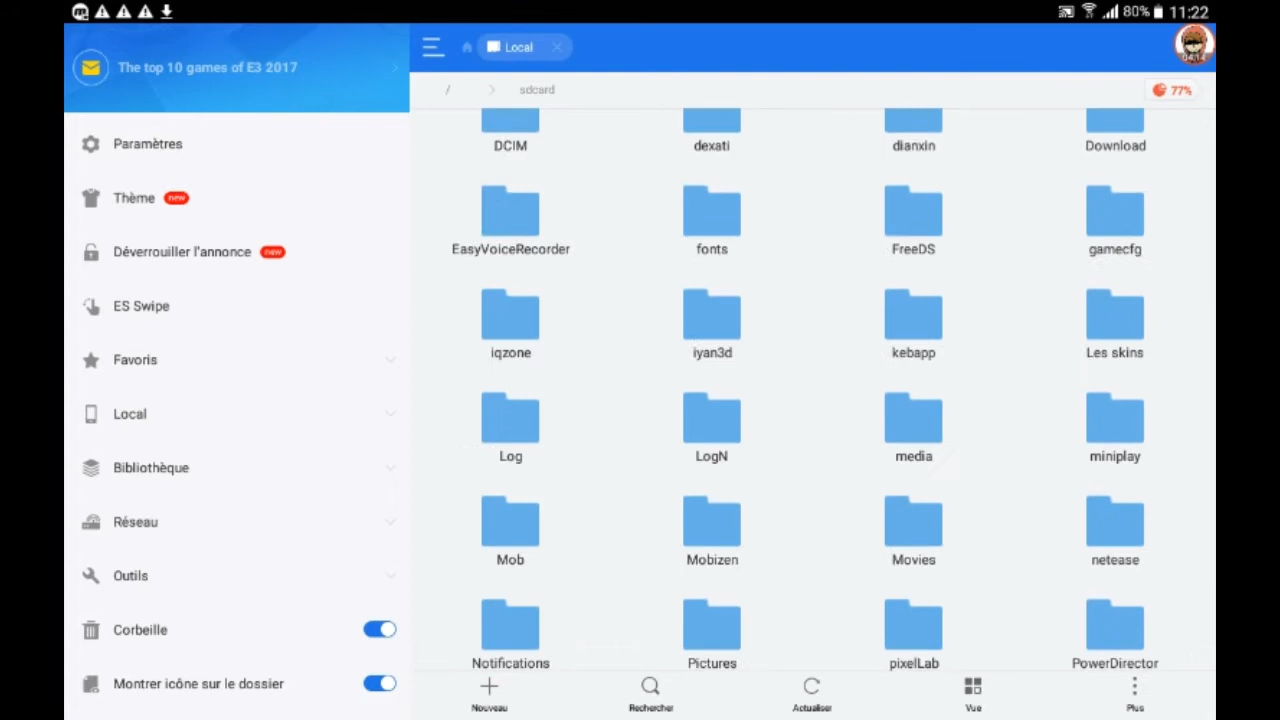 80% 11:22
The top 10 games of E3 2017
Paramètres
Thème new
Déverrouiller l'annonce new
ES Swipe
Favoris
Local
Bibliothèque
Réseau
Outils
Corbeille
Montrer icône sur le dossier
Local
/ > sdcard
77%
DCIM dexati dianxin Download
EasyVoiceRecorder fonts FreeDS gamecfg
iqzone iyan3d kebapp Les skins
Log LogN media miniplay
Mob Mobizen Movies netease
Notifications Pictures pixelLab PowerDirector
Nouveau Rechercher Actualiser Vue Plus